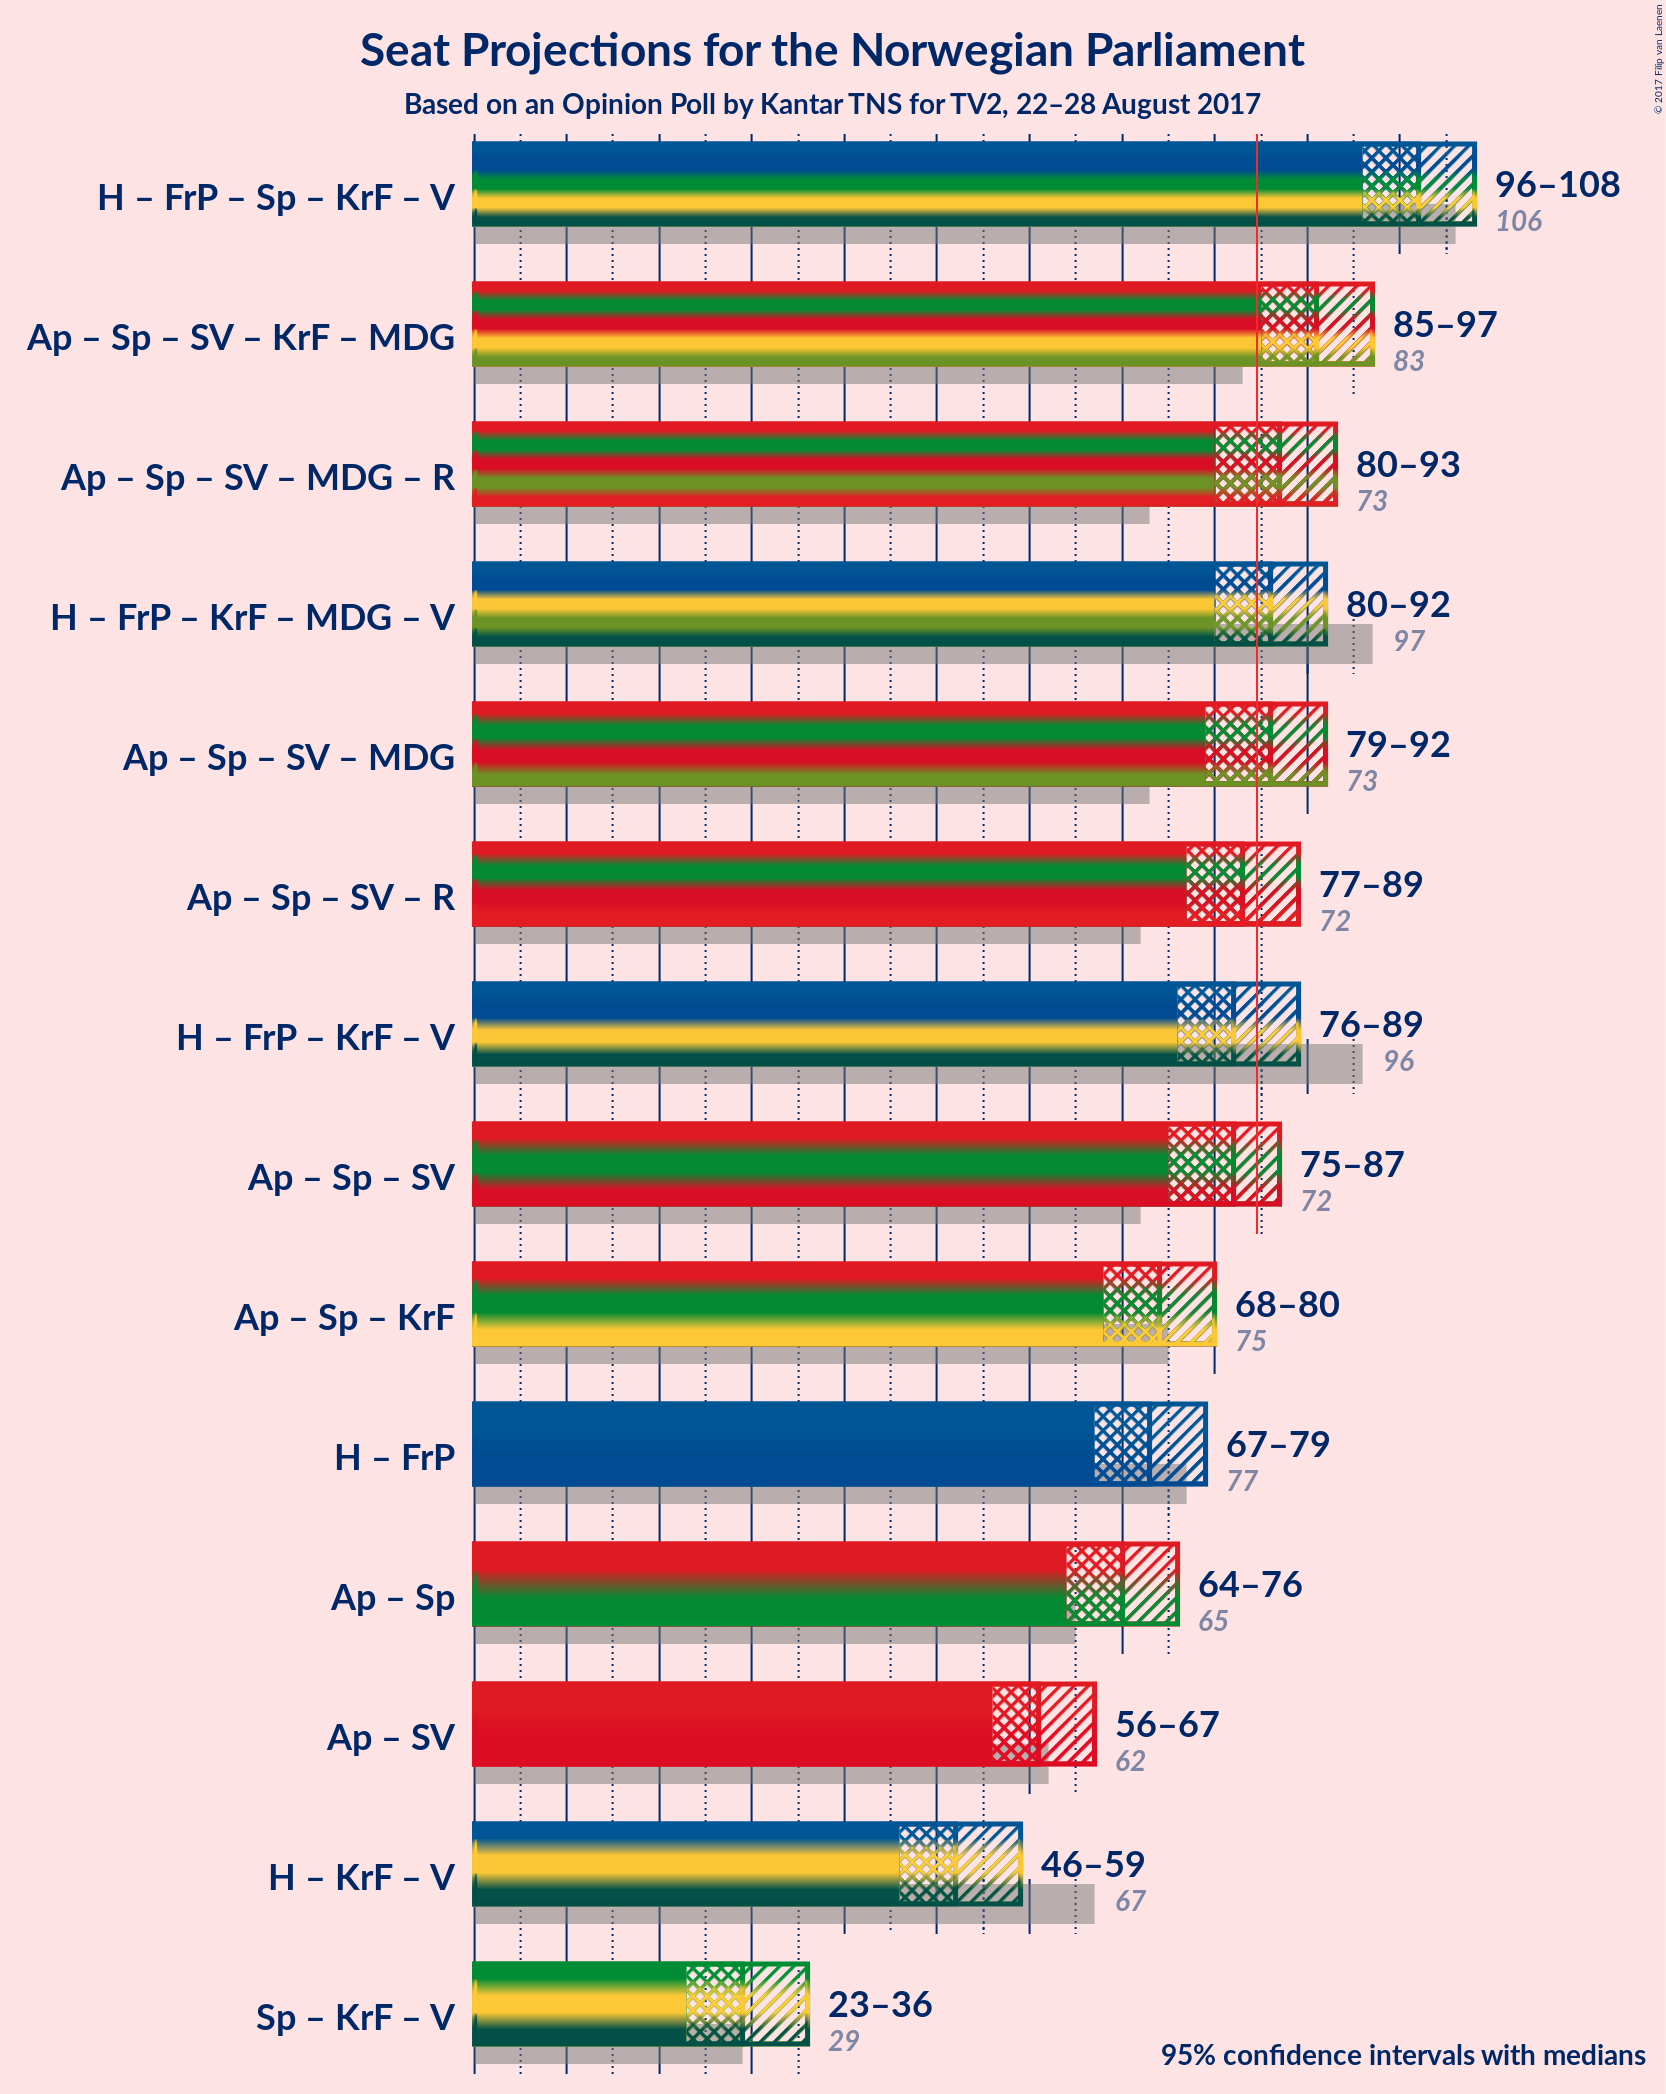 Seat Projections for the Norwegian Parliament
Based on an Opinion Poll by Kantar TNS for TV2, 22–28 August 2017
© 2017 Filip van Laenen
H – FrP – Sp – KrF – V
96–108
106
Ap – Sp – SV – KrF – MDG
85–97
83
Ap – Sp – SV – MDG – R
80–93
73
H – FrP – KrF – MDG – V
80–92
97
Ap – Sp – SV – MDG
79–92
73
Ap – Sp – SV – R
77–89
72
H – FrP – KrF – V
76–89
96
Ap – Sp – SV
75–87
72
Ap – Sp – KrF
68–80
75
H – FrP
67–79
77
Ap – Sp
64–76
65
Ap – SV
56–67
62
H – KrF – V
46–59
67
Sp – KrF – V
23–36
29
95% confidence intervals with medians